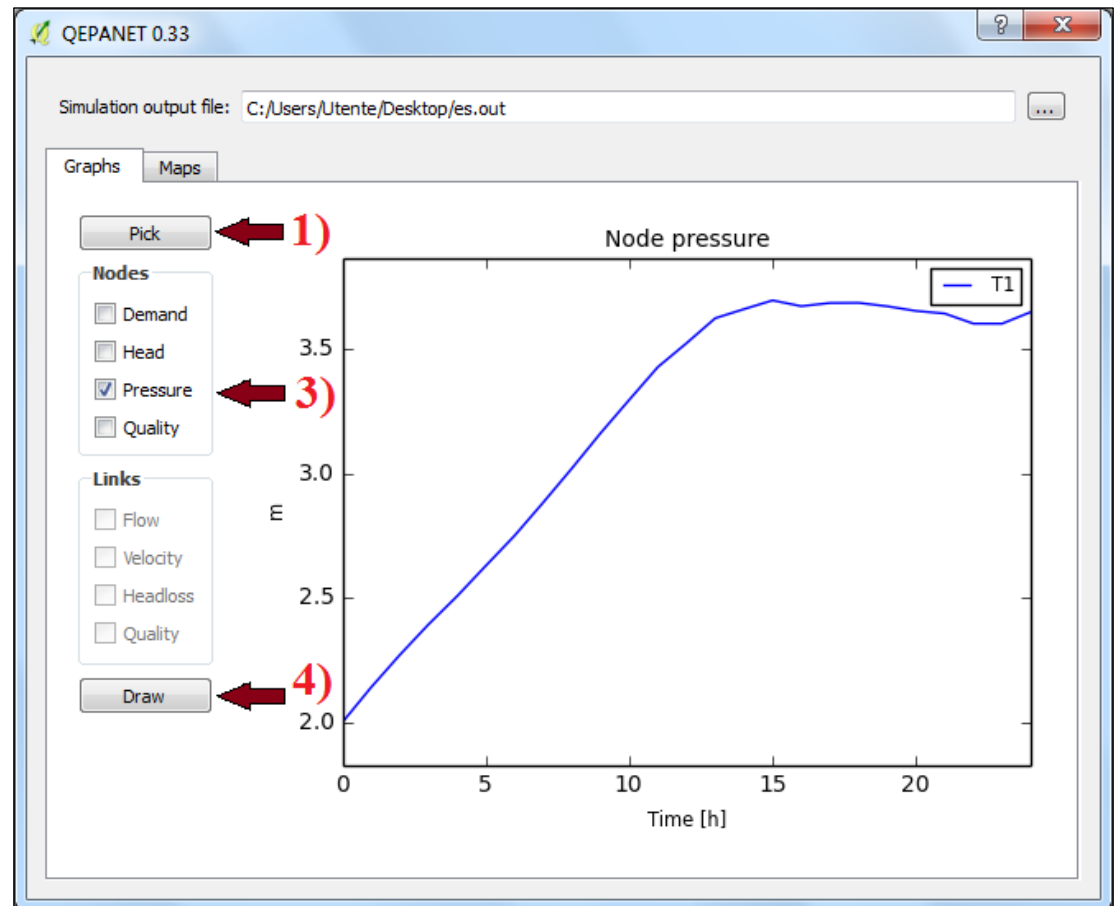 QEPANET 0.33
Simulation output file: C:/Users/Utente/Desktop/es.out ...
Graphs Maps
Pick 1)
Nodes
Demand
Head
Pressure 3)
Quality
Links
Flow
Velocity
Headloss
Quality
Draw 4)
Node pressure
T1
3.5
3.0
2.5
2.0
m
0 5 10 15 20
Time [h]